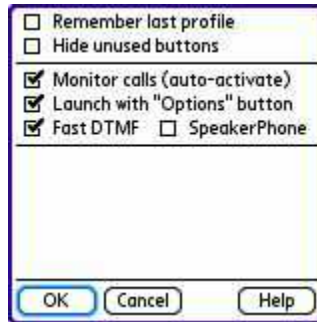 Remember last profile
Hide unused buttons
Monitor calls (auto-activate)
Launch with "Options" button
Fast DTMF SpeakerPhone
OK Cancel Help